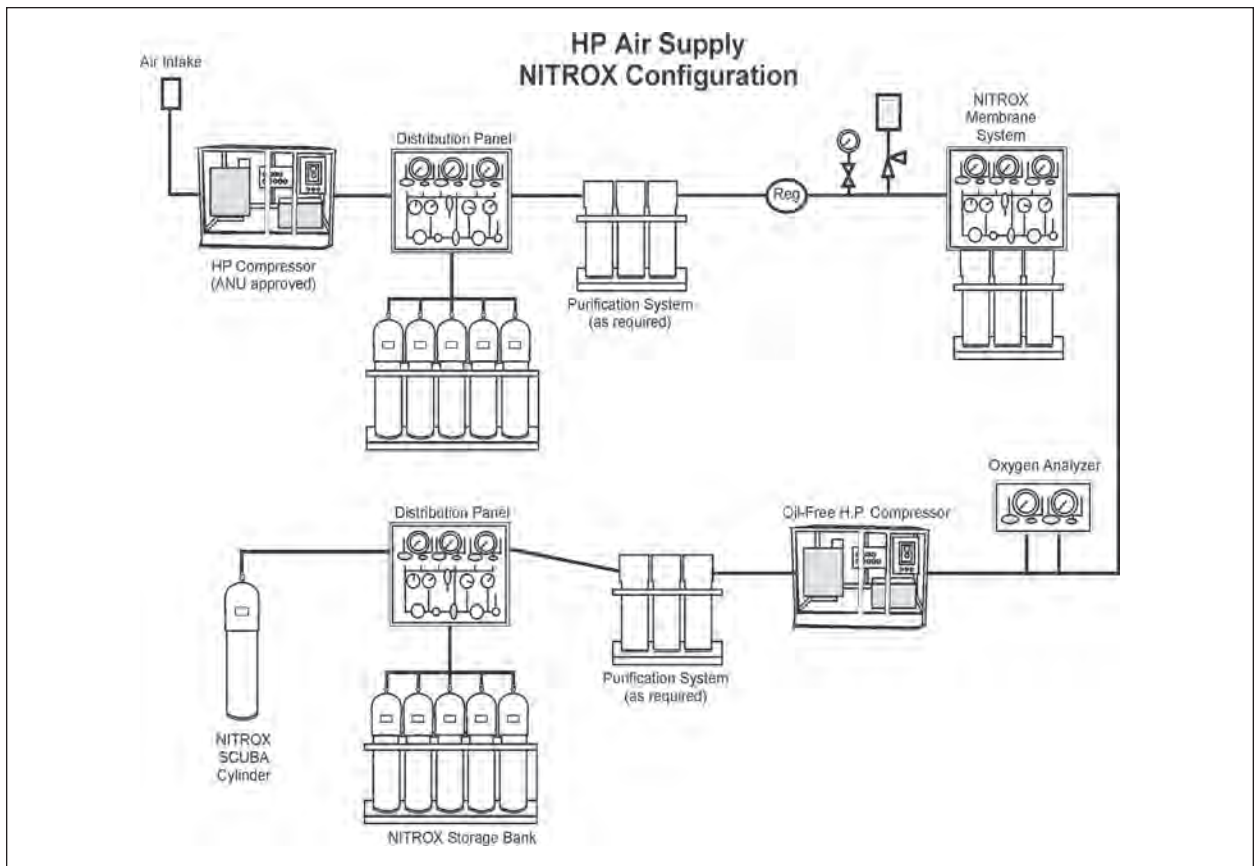 HP Air Supply
NITROX Configuration
Air Intake
Distribution Panel
NITROX
Membrane
System
Reg
HP Compressor
(ANU approved)
Purification System
(as required)
Oxygen Analyzer
Distribution Panel
Oil-Free H.P. Compressor
Purification System
(as required)
NITROX
SCUBA
Cylinder
NITROX Storage Bank